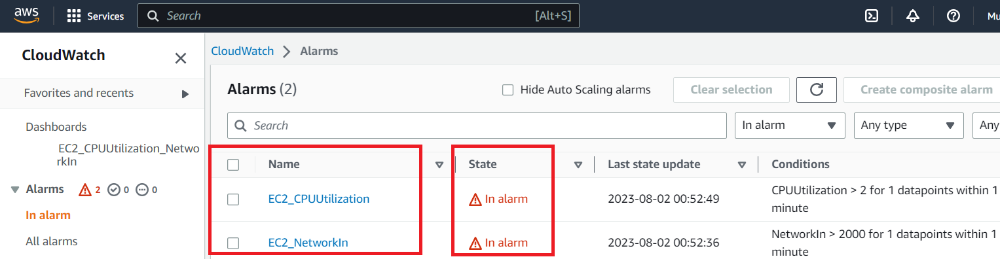 aws
Services
Search
[Alt+S]
CloudWatch
Favorites and recents
Dashboards
EC2_CPUUtilization_Netwo
rkIn
Alarms 2 0 0
In alarm
All alarms
CloudWatch > Alarms
Alarms (2)
Hide Auto Scaling alarms
Clear selection
Create composite alarm
Search
In alarm
Any type
Any
Name State Last state update Conditions
EC2_CPUUtilization In alarm 2023-08-02 00:52:49 CPUUtilization > 2 for 1 datapoints within 1
minute
EC2_NetworkIn In alarm 2023-08-02 00:52:36 NetworkIn > 2000 for 1 datapoints within 1
minute